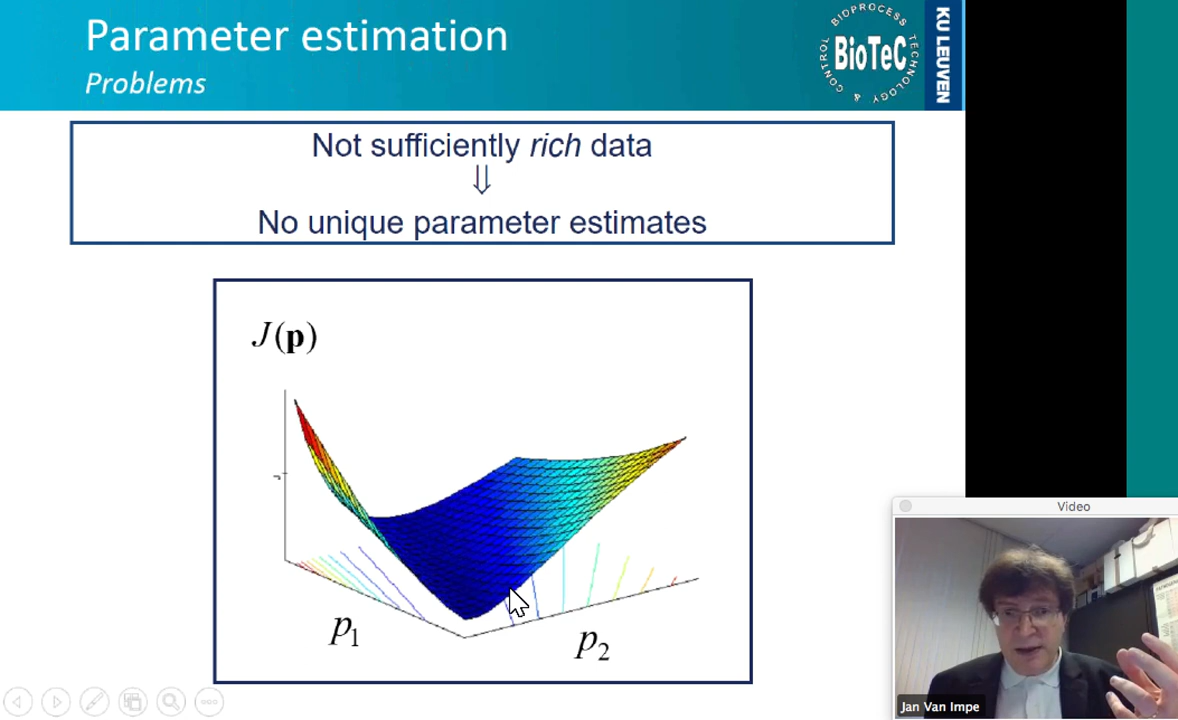 Parameter estimation
Problems
BIOPROCESS TECHNOLOGY & CONTROL
BioTeC
KU LEUVEN
Not sufficiently rich data
⇓
No unique parameter estimates
J(p)
p1
p2
Video
Jan Van Impe